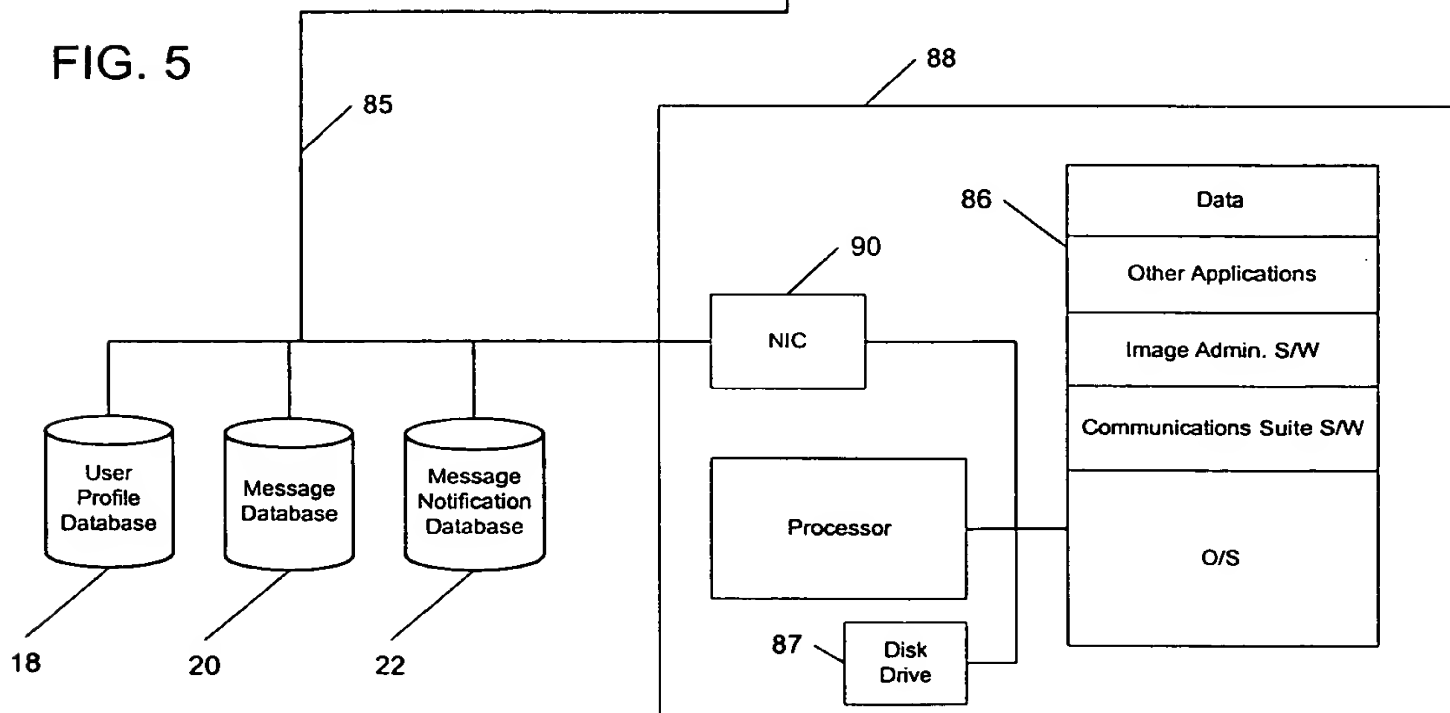 FIG. 5
88
85
86
Data
90
Other Applications
NIC
Image Admin. S/W
Communications Suite S/W
User
Profile
Database
Message
Database
Message
Notification
Database
Processor
O/S
87
Disk
Drive
18
20
22